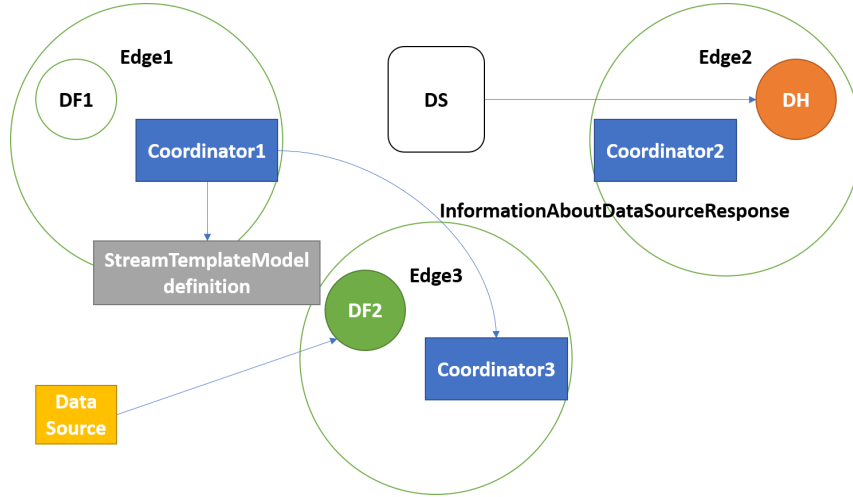 Edge1
DF1
Coordinator1
StreamTemplateModel
definition
DS
Edge2
DH
Coordinator2
InformationAboutDataSourceResponse
Edge3
DF2
Coordinator3
Data
Source